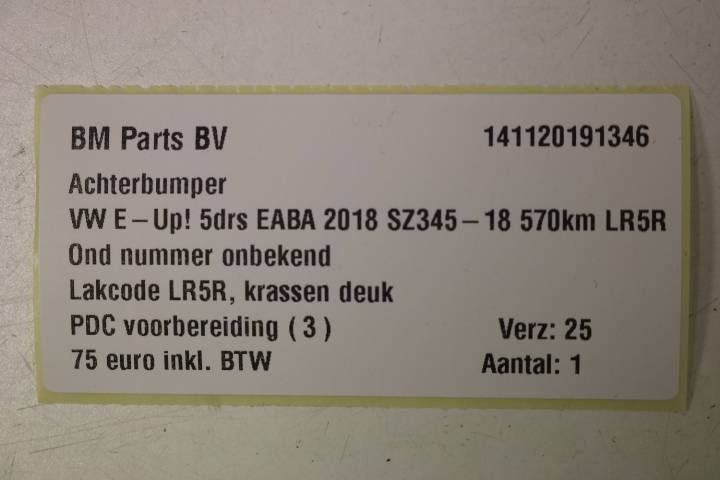 BM Parts BV 141120191346
Achterbumper
VW E-Up! 5drs EABA 2018 SZ345-18 570km LR5R
Ond nummer onbekend
Lakcode LR5R, krassen deuk
PDC voorbereiding (3) Verz: 25
75 euro inkl. BTW Aantal: 1